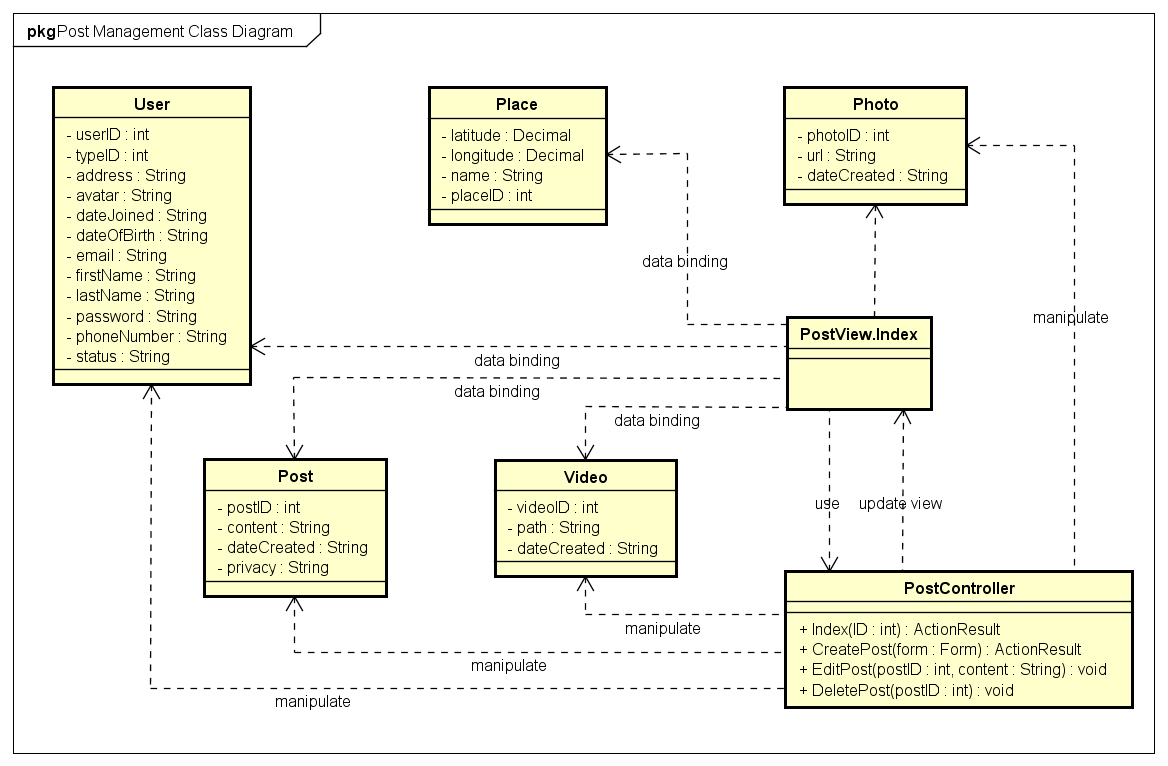 pkg Post Management Class Diagram
User
- userID : int
- typeID : int
- address : String
- avatar : String
- dateJoined : String
- dateOfBirth : String
- email : String
- firstName : String
- lastName : String
- password : String
- phoneNumber : String
- status : String
Place
- latitude : Decimal
- longitude : Decimal
- name : String
- placeID : int
Photo
- photoID : int
- url : String
- dateCreated : String
data binding
manipulate
PostView.Index
data binding
data binding
data binding
Post
- postID : int
- content : String
- dateCreated : String
- privacy : String
Video
- videoID : int
- path : String
- dateCreated : String
use
update view
PostController
+ Index(ID : int) : ActionResult
+ CreatePost(form : Form) : ActionResult
+ EditPost(postID : int, content : String) : void
+ DeletePost(postID : int) : void
manipulate
manipulate
manipulate